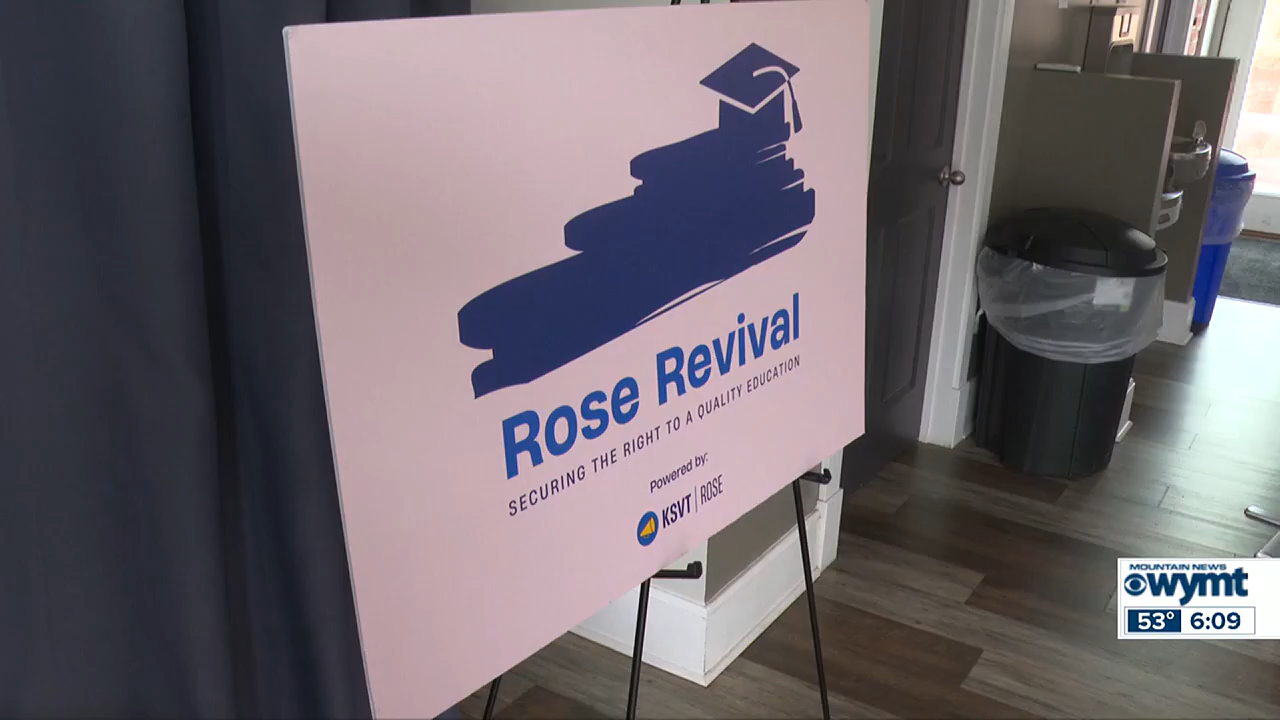 Rose Revival
SECURING THE RIGHT TO A QUALITY EDUCATION
Powered by:
KSVT | ROSE
MOUNTAIN NEWS
wymt
53° 6:09